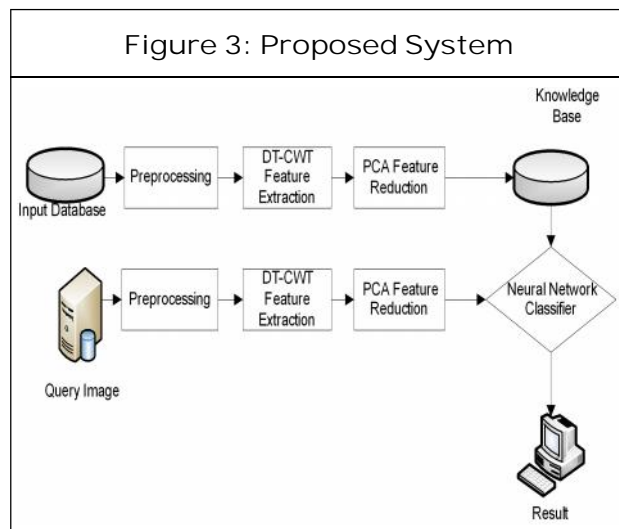 Figure 3: Proposed System
Knowledge
Base
Input Database
Preprocessing
DT-CWT
Feature
Extraction
PCA Feature
Reduction
Query Image
Preprocessing
DT-CWT
Feature
Extraction
PCA Feature
Reduction
Neural Network
Classifier
Result